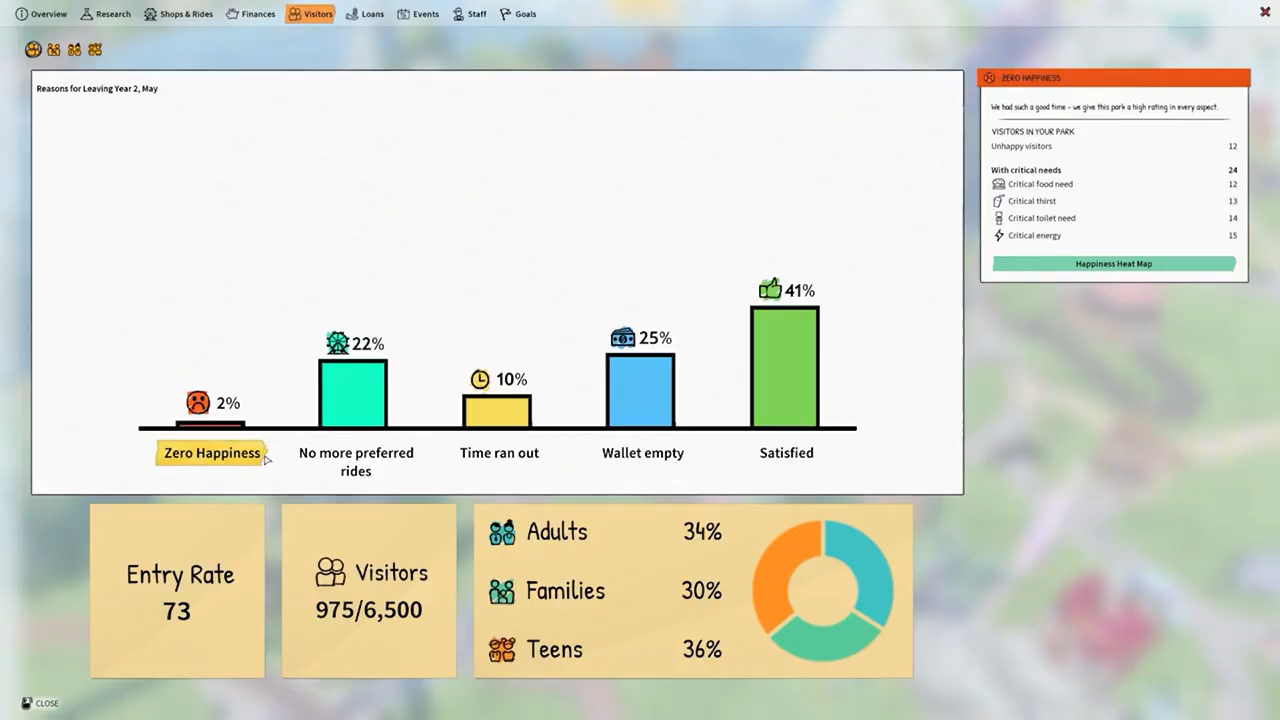 Overview
Research
Shops & Rides
Finances
Visitors
Loans
Events
Staff
Goals
Reasons for Leaving Year 2, May
2%
22%
10%
25%
41%
Zero Happiness
No more preferred
rides
Time ran out
Wallet empty
Satisfied
ZERO HAPPINESS
We had such a good time - we give this park a high rating in every aspect.
VISITORS IN YOUR PARK
Unhappy visitors 12
With critical needs 24
Critical food need 12
Critical thirst 13
Critical toilet need 14
Critical energy 15
Happiness Heat Map
Entry Rate
73
Visitors
975/6,500
Adults 34%
Families 30%
Teens 36%
CLOSE